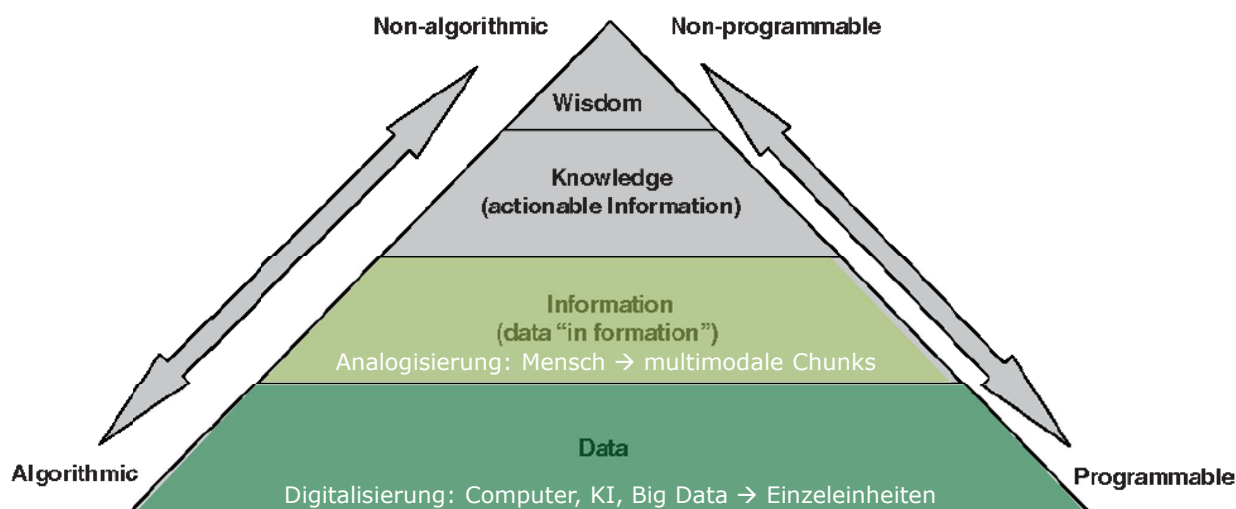 Non-algorithmic
Non-programmable
Wisdom
Knowledge
(actionable Information)
Information
(data “in formation”)
Analogisierung: Mensch → multimodale Chunks
Data
Algorithmic
Programmable
Digitalisierung: Computer, KI, Big Data → Einzeleinheiten